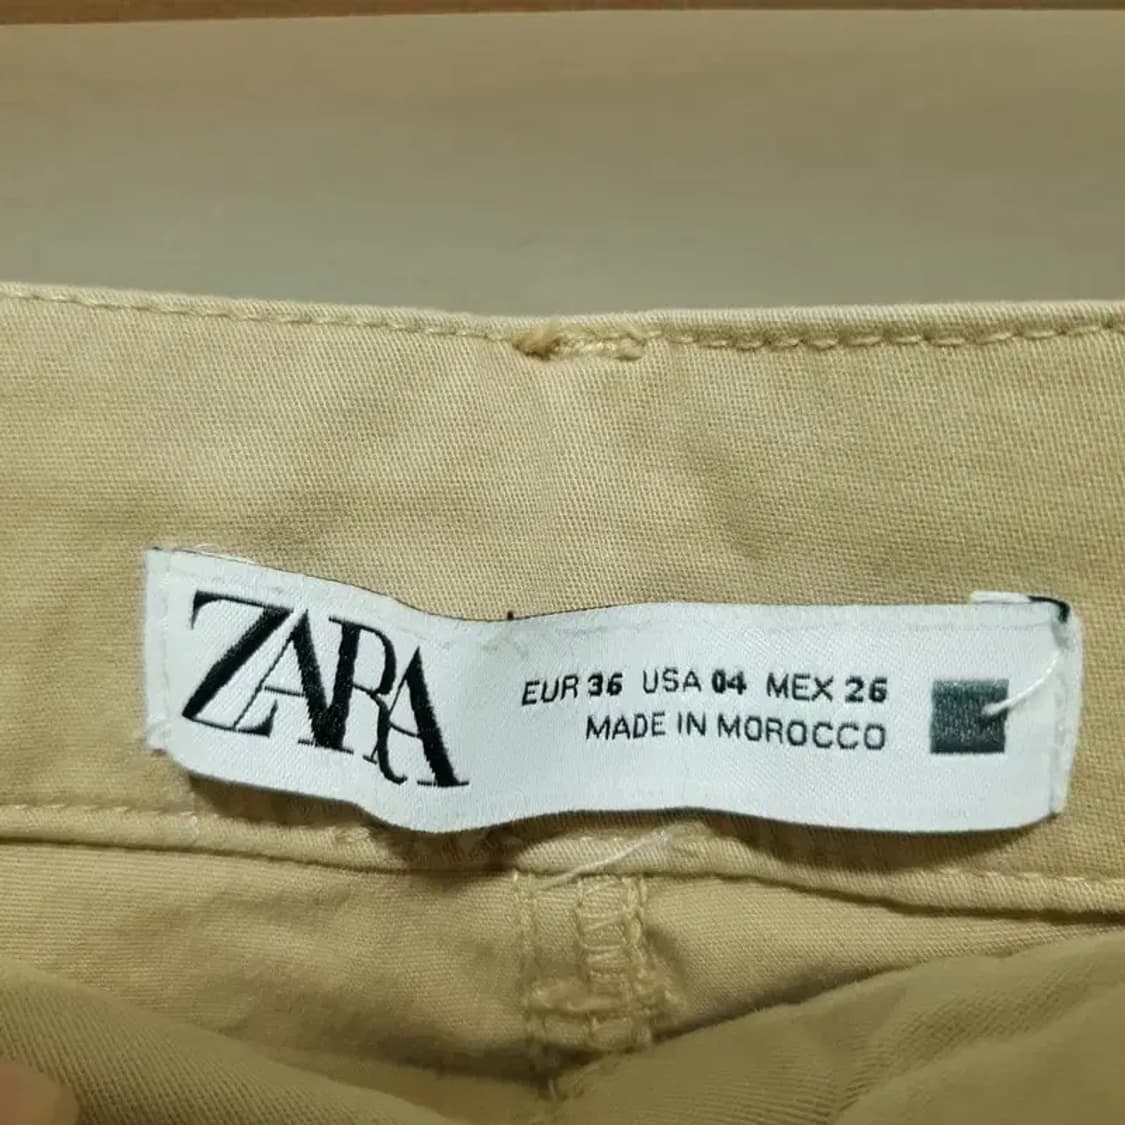 ZARA
EUR 36 USA 04 MEX 26
MADE IN MOROCCO